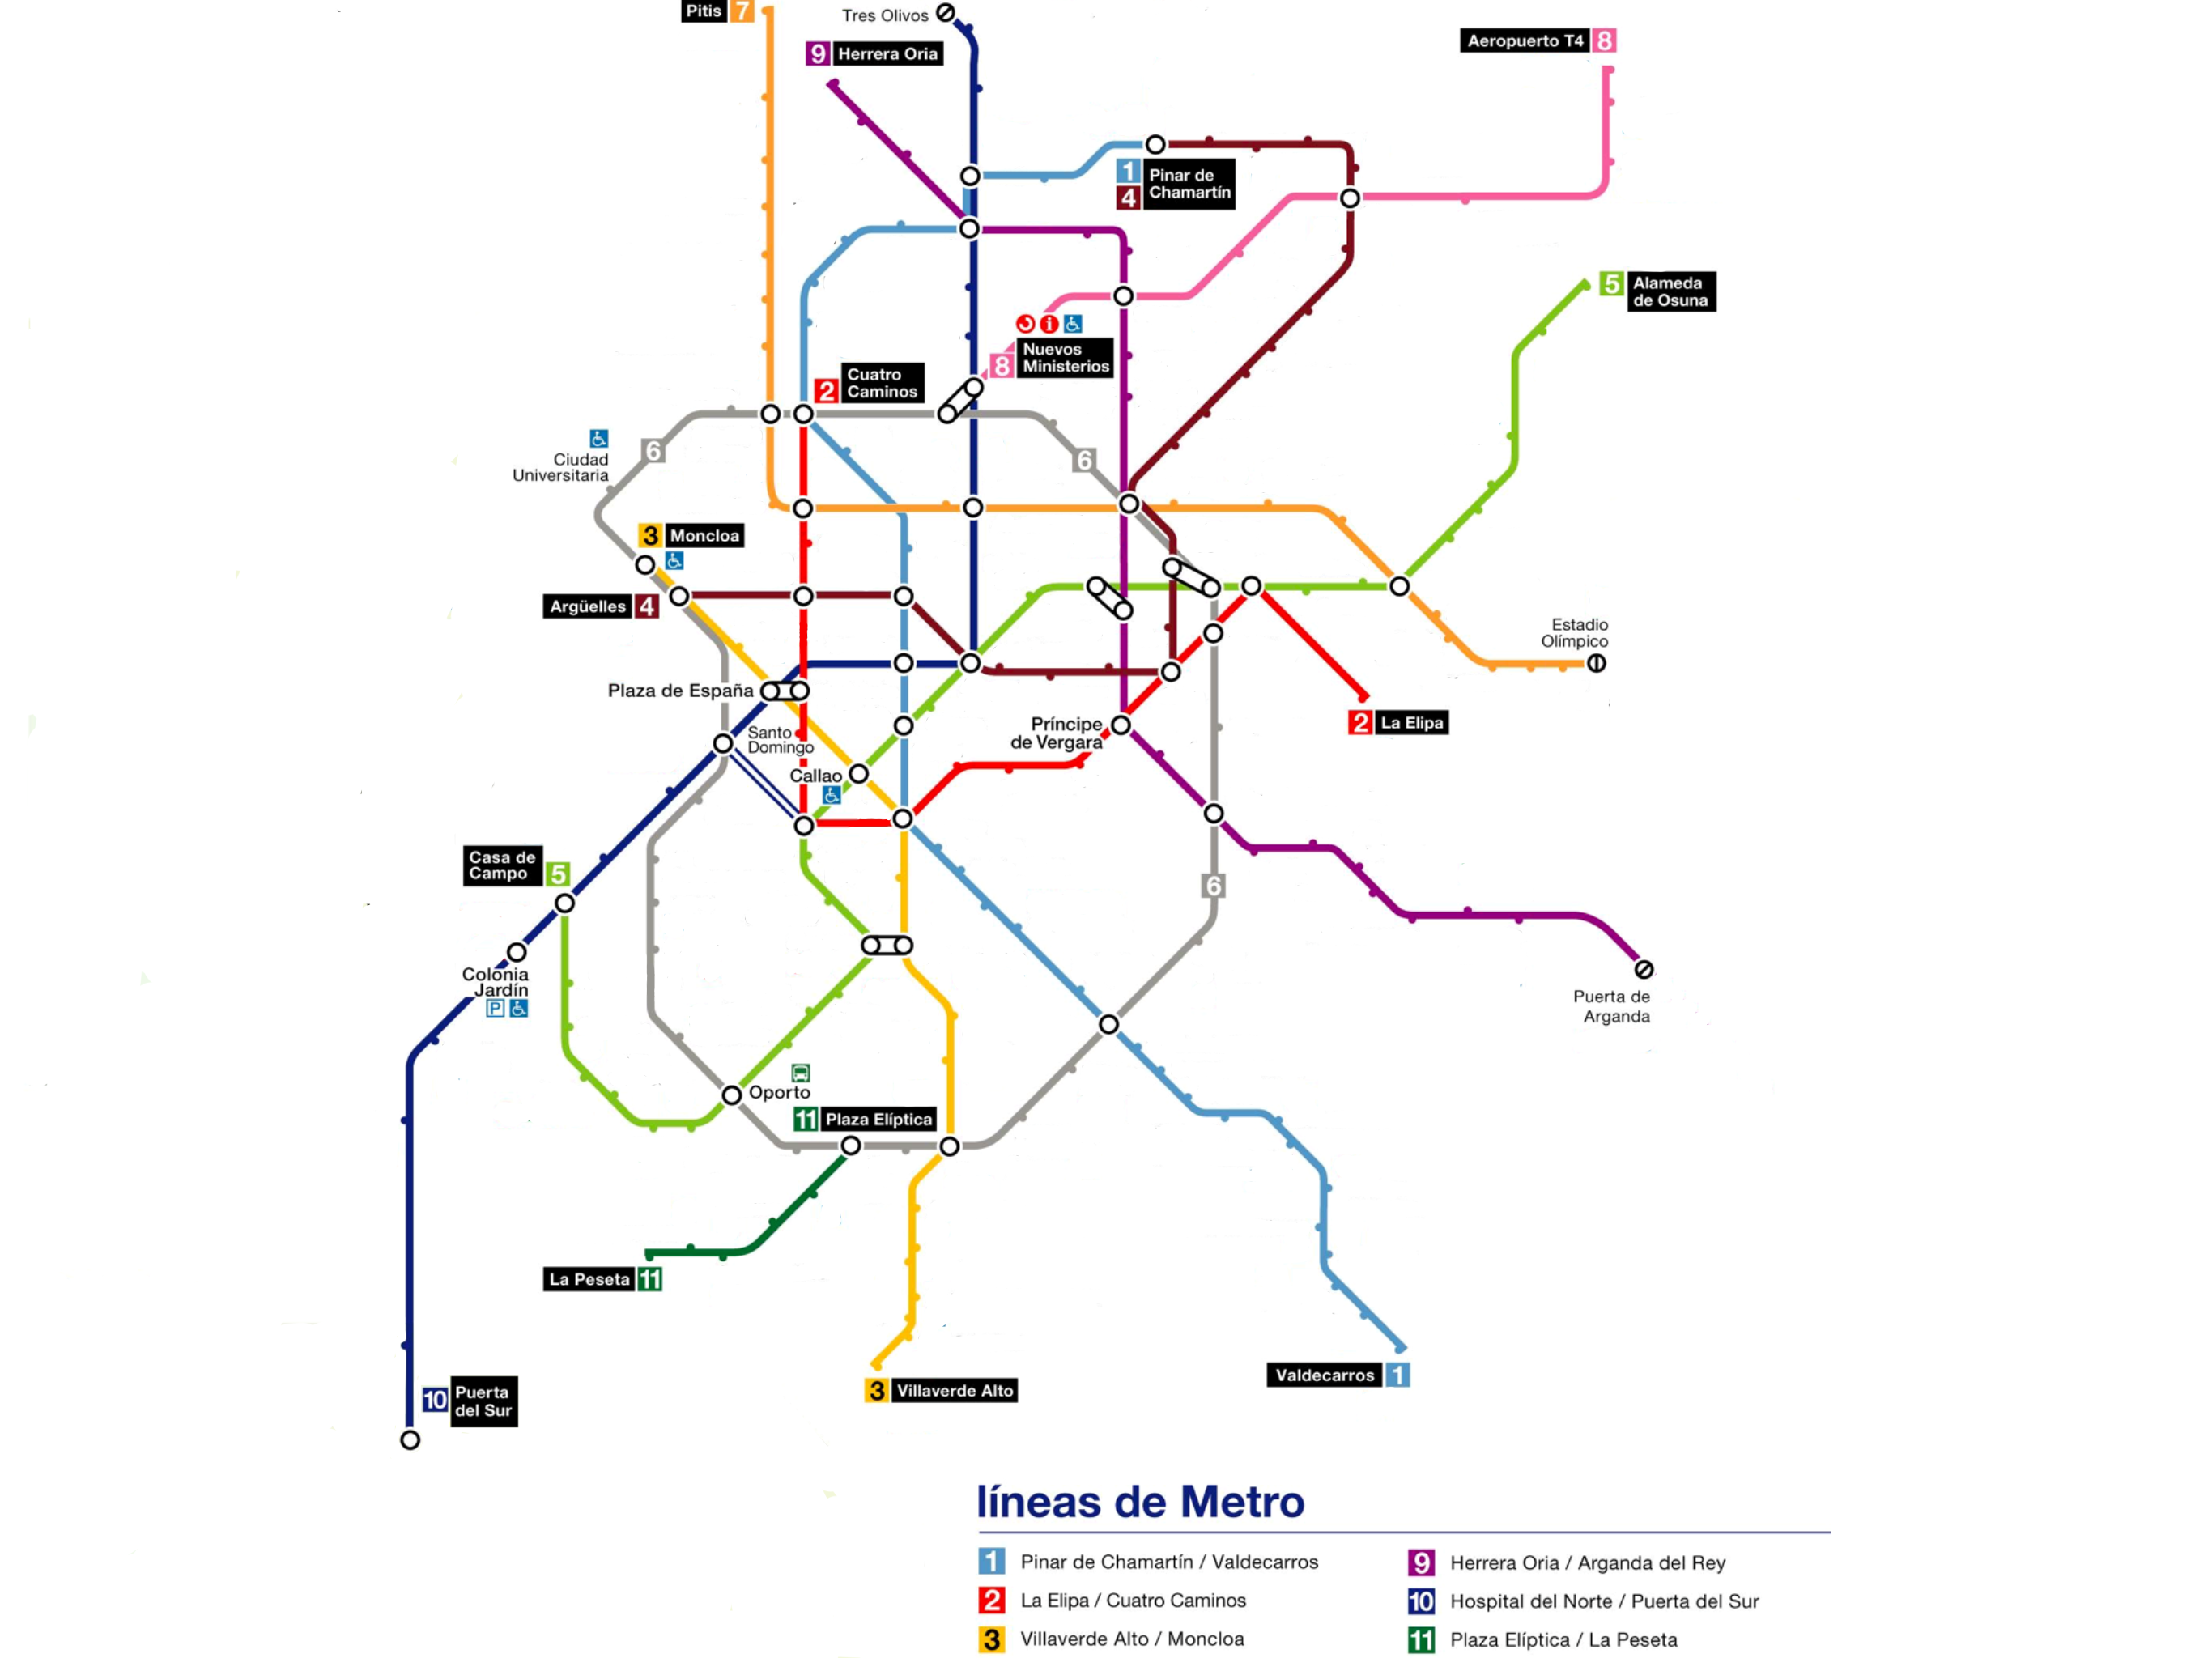 Pitis 7
Tres Olivos
9 Herrera Oria
Aeropuerto T4 8
1
4
Pinar de
Chamartín
5
Alameda
de Osuna
8
Nuevos
Ministerios
2
Cuatro
Caminos
6
Ciudad
Universitaria
6
3 Moncloa
Argüelles 4
Estadio
Olímpico
Plaza de España
2 La Elipa
Príncipe
de Vergara
Santo
Domingo
Callao
Casa de
Campo
5
6
Colonia
Jardín
P
Puerta de
Arganda
Oporto
11 Plaza Elíptica
La Peseta 11
Valdecarros 1
3 Villaverde Alto
10
Puerta
del Sur
líneas de Metro
1 Pinar de Chamartín / Valdecarros
2 La Elipa / Cuatro Caminos
3 Villaverde Alto / Moncloa
9 Herrera Oria / Arganda del Rey
10 Hospital del Norte / Puerta del Sur
11 Plaza Elíptica / La Peseta